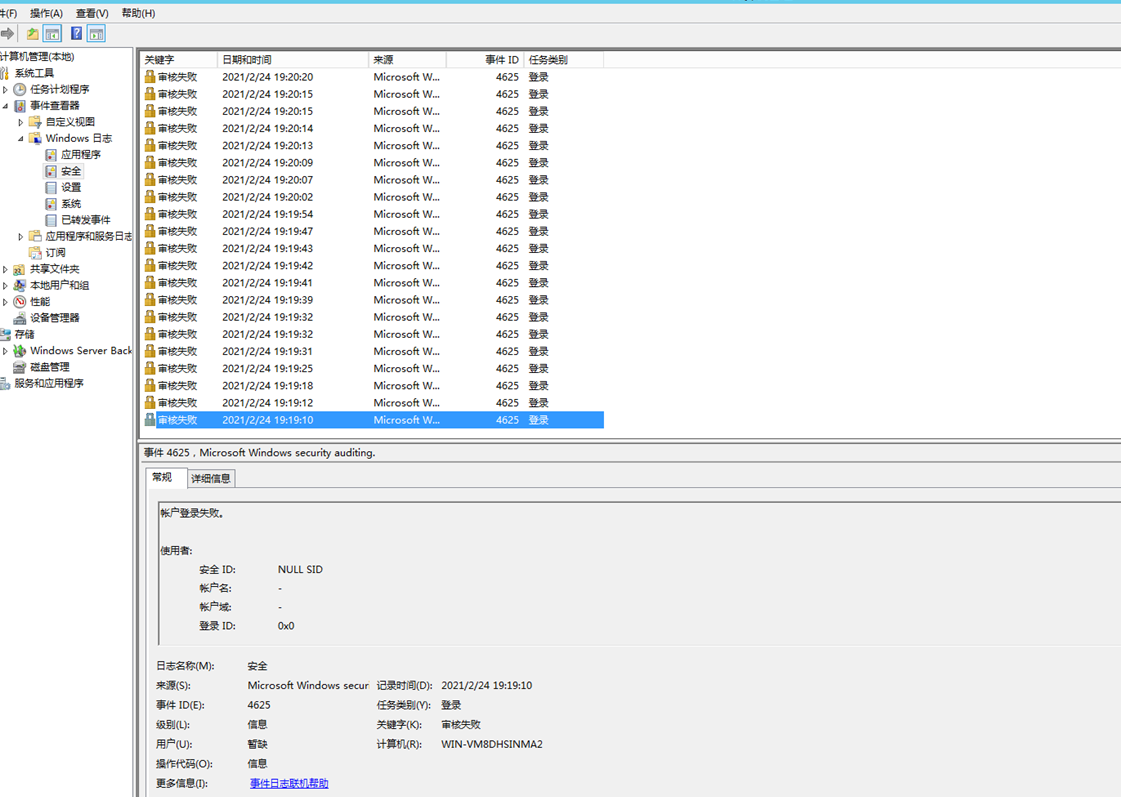 件(F) 操作(A) 查看(V) 帮助(H)
计算机管理(本地)
系统工具
任务计划程序
事件查看器
自定义视图
Windows 日志
应用程序
安全
设置
系统
已转发事件
应用程序和服务日志
订阅
共享文件夹
本地用户和组
性能
设备管理器
存储
Windows Server Back
磁盘管理
服务和应用程序
关键字 日期和时间 来源 事件 ID 任务类别
审核失败 2021/2/24 19:20:20 Microsoft W... 4625 登录
审核失败 2021/2/24 19:20:15 Microsoft W... 4625 登录
审核失败 2021/2/24 19:20:15 Microsoft W... 4625 登录
审核失败 2021/2/24 19:20:14 Microsoft W... 4625 登录
审核失败 2021/2/24 19:20:13 Microsoft W... 4625 登录
审核失败 2021/2/24 19:20:09 Microsoft W... 4625 登录
审核失败 2021/2/24 19:20:07 Microsoft W... 4625 登录
审核失败 2021/2/24 19:20:02 Microsoft W... 4625 登录
审核失败 2021/2/24 19:19:54 Microsoft W... 4625 登录
审核失败 2021/2/24 19:19:47 Microsoft W... 4625 登录
审核失败 2021/2/24 19:19:43 Microsoft W... 4625 登录
审核失败 2021/2/24 19:19:42 Microsoft W... 4625 登录
审核失败 2021/2/24 19:19:41 Microsoft W... 4625 登录
审核失败 2021/2/24 19:19:39 Microsoft W... 4625 登录
审核失败 2021/2/24 19:19:32 Microsoft W... 4625 登录
审核失败 2021/2/24 19:19:32 Microsoft W... 4625 登录
审核失败 2021/2/24 19:19:31 Microsoft W... 4625 登录
审核失败 2021/2/24 19:19:25 Microsoft W... 4625 登录
审核失败 2021/2/24 19:19:18 Microsoft W... 4625 登录
审核失败 2021/2/24 19:19:12 Microsoft W... 4625 登录
审核失败 2021/2/24 19:19:10 Microsoft W... 4625 登录
事件 4625，Microsoft Windows security auditing.
常规 详细信息
帐户登录失败。
使用者:
安全 ID: NULL SID
帐户名: -
帐户域: -
登录 ID: 0x0
日志名称(M): 安全
来源(S): Microsoft Windows securi 记录时间(D): 2021/2/24 19:19:10
事件 ID(E): 4625 任务类别(Y): 登录
级别(L): 信息 关键字(K): 审核失败
用户(U): 暂缺 计算机(R): WIN-VM8DHSINMA2
操作代码(O): 信息
更多信息(I): 事件日志联机帮助